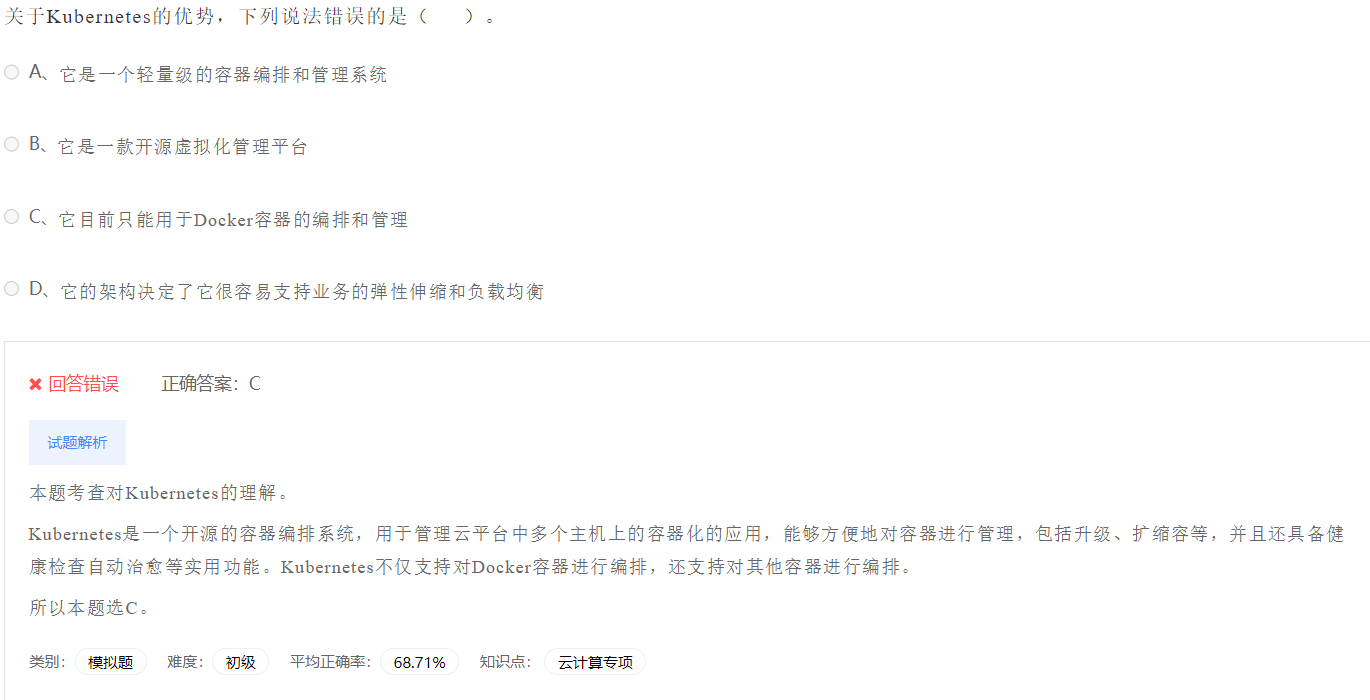 关于Kubernetes的优势，下列说法错误的是（　　）。
A、它是一个轻量级的容器编排和管理系统
B、它是一款开源虚拟化管理平台
C、它目前只能用于Docker容器的编排和管理
D、它的架构决定了它很容易支持业务的弹性伸缩和负载均衡
✖ 回答错误 正确答案：C
试题解析
本题考查对Kubernetes的理解。
Kubernetes是一个开源的容器编排系统，用于管理云平台中多个主机上的容器化的应用，能够方便地对容器进行管理，包括升级、扩缩容等，并且还具备健
康检查自动治愈等实用功能。Kubernetes不仅支持对Docker容器进行编排，还支持对其他容器进行编排。
所以本题选C。
类别： 模拟题 难度： 初级 平均正确率： 68.71% 知识点： 云计算专项